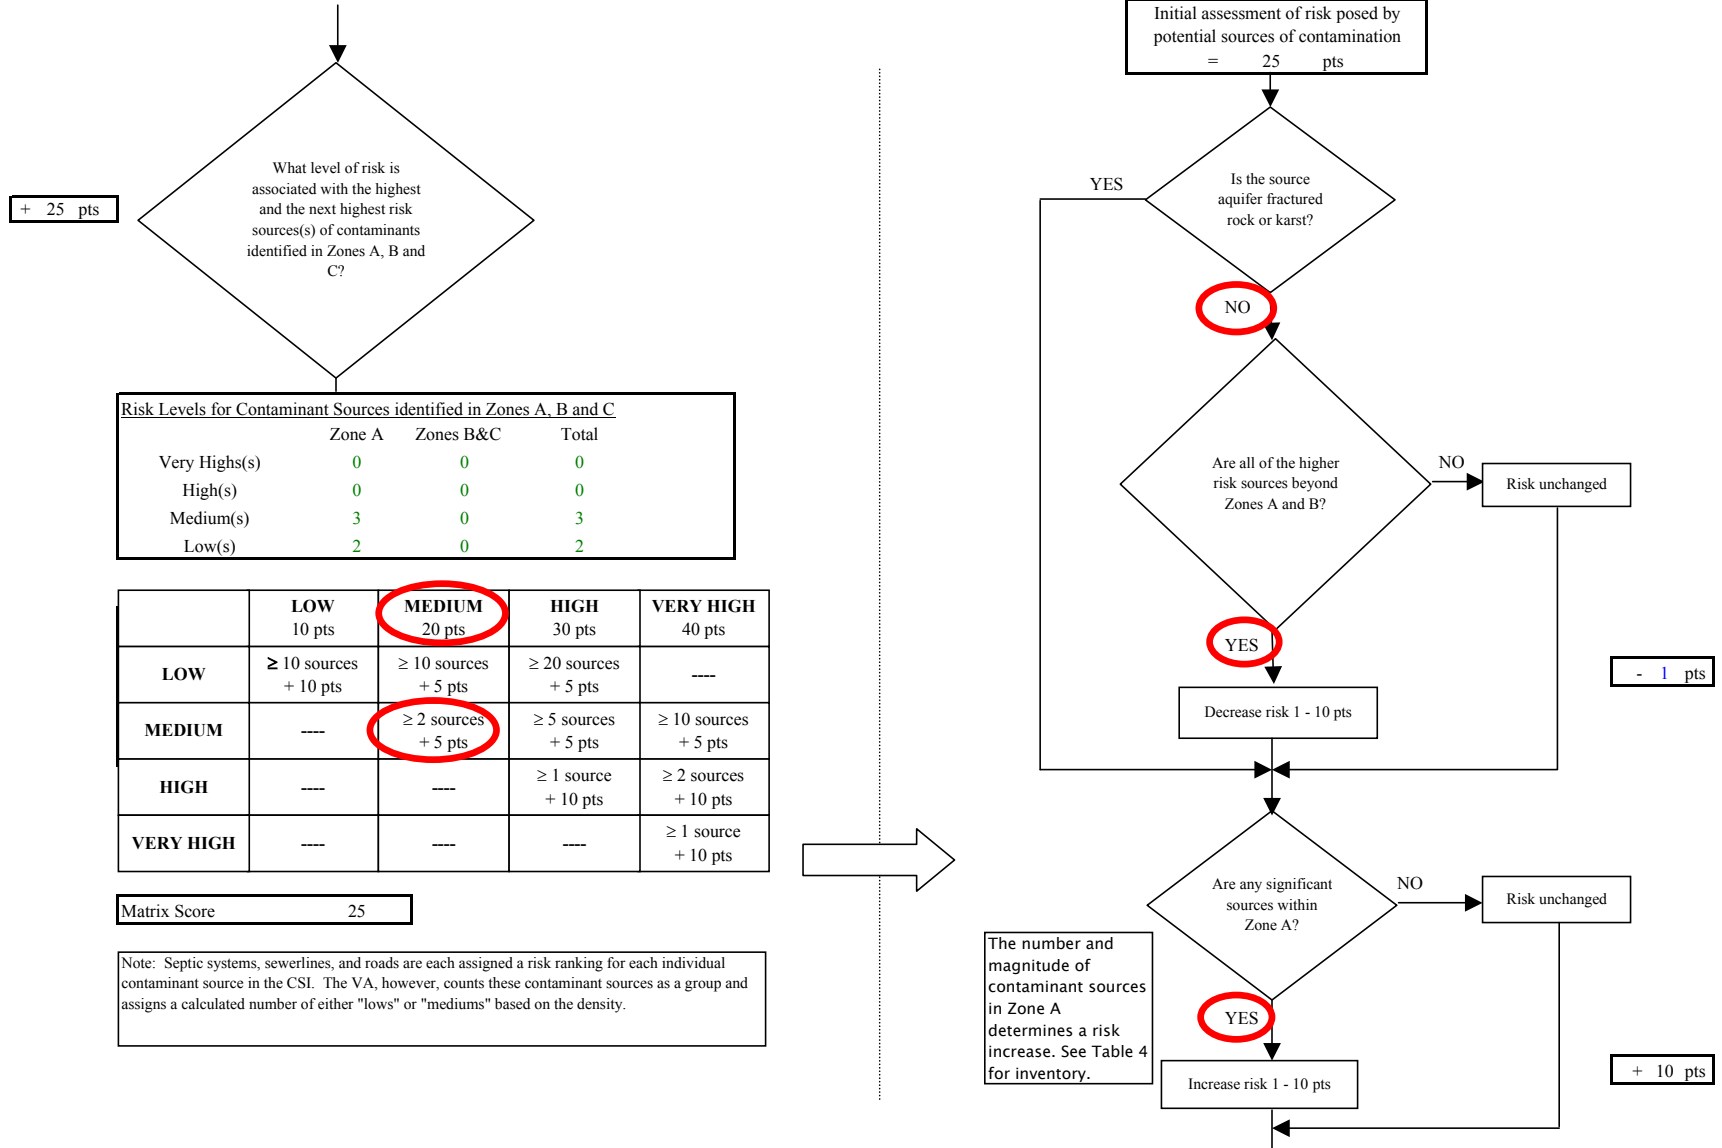 + 25 pts
What level of risk is
associated with the highest
and the next highest risk
sources(s) of contaminants
identified in Zones A, B and
C?
Risk Levels for Contaminant Sources identified in Zones A, B and C
Zone A Zones B&C Total
Very Highs(s) 0 0 0
High(s) 0 0 0
Medium(s) 3 0 3
Low(s) 2 0 2
LOW MEDIUM HIGH VERY HIGH
10 pts 20 pts 30 pts 40 pts
LOW
≥ 10 sources ≥ 10 sources ≥ 20 sources ----
+ 10 pts + 5 pts + 5 pts
MEDIUM
---- ≥ 2 sources ≥ 5 sources ≥ 10 sources
+ 5 pts + 5 pts + 5 pts
HIGH
---- ---- ≥ 1 source ≥ 2 sources
+ 10 pts + 10 pts
VERY HIGH
---- ---- ---- ≥ 1 source
+ 10 pts
Matrix Score 25
Note: Septic systems, sewerlines, and roads are each assigned a risk ranking for each individual
contaminant source in the CSI. The VA, however, counts these contaminant sources as a group and
assigns a calculated number of either "lows" or "mediums" based on the density.
Initial assessment of risk posed by
potential sources of contamination
= 25 pts
Is the source
aquifer fractured
rock or karst?
YES
NO
Are all of the higher
risk sources beyond
Zones A and B?
NO
Risk unchanged
YES
Decrease risk 1 - 10 pts
- 1 pts
Are any significant
sources within
Zone A?
NO
Risk unchanged
The number and
magnitude of
contaminant sources
in Zone A
determines a risk
increase. See Table 4
for inventory.
YES
Increase risk 1 - 10 pts
+ 10 pts